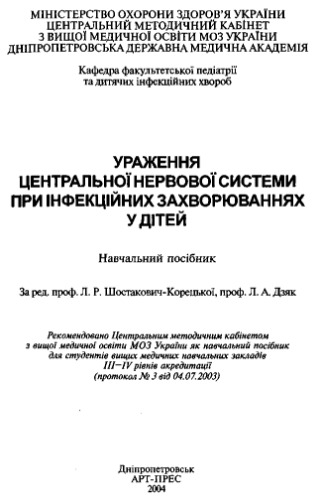 МІНІСТЕРСТВО ОХОРОНИ ЗДОРОВ'Я УКРАЇНИ
ЦЕНТРАЛЬНИЙ МЕТОДИЧНИЙ КАБІНЕТ
З ВИЩОЇ МЕДИЧНОЇ ОСВІТИ МОЗ УКРАЇНИ
ДНІПРОПЕТРОВСЬКА ДЕРЖАВНА МЕДИЧНА АКАДЕМІЯ
Кафедра факультетської педіатрії
та дитячих інфекційних хвороб
УРАЖЕННЯ
ЦЕНТРАЛЬНОЇ НЕРВОВОЇ СИСТЕМИ
ПРИ ІНФЕКЦІЙНИХ ЗАХВОРЮВАННЯХ
У ДІТЕЙ
Навчальний посібник
За ред. проф. Л. Р. Шостакович-Корецької, проф. Л. А. Дзяк
Рекомендовано Центральним методичним кабінетом
з вищої медичної освіти МОЗ України як навчальний посібник
для студентів вищих медичних навчальних закладів
III—IV рівнів акредитації
(протокол № 3 від 04.07.2003)
Дніпропетровськ
АРТ-ПРЕС
2004